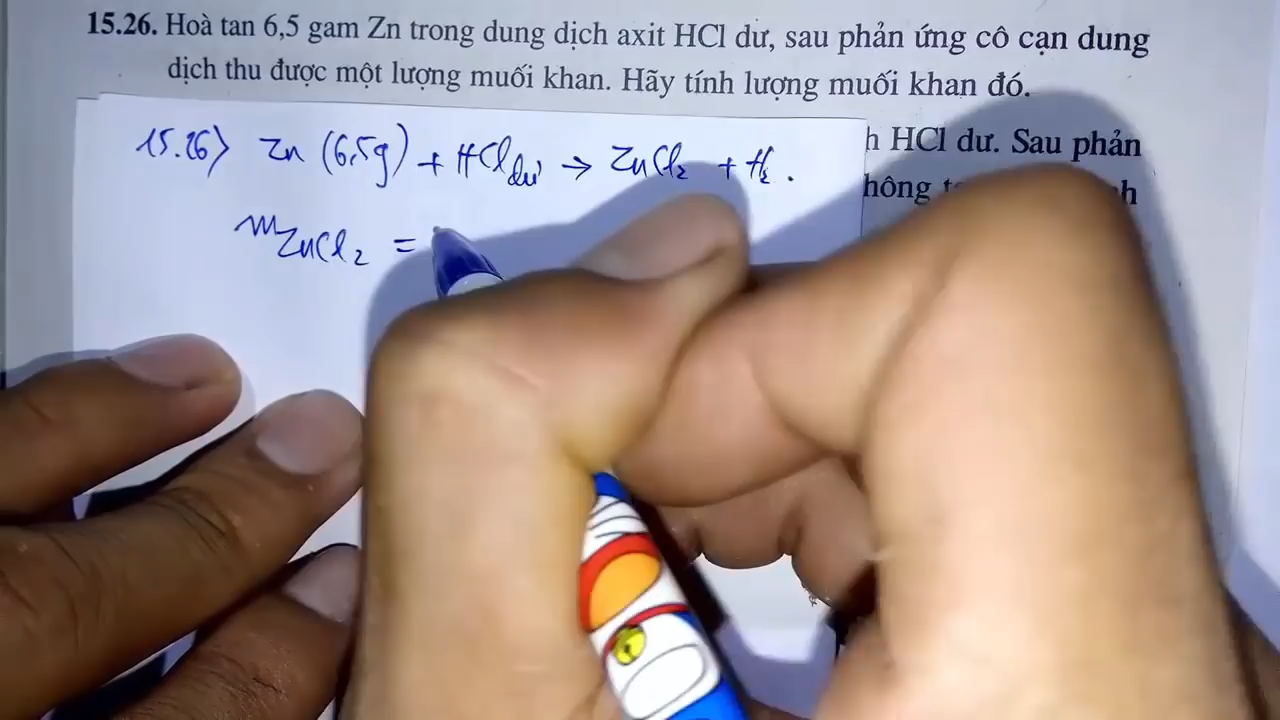 15.26. Hoà tan 6,5 gam Zn trong dung dịch axit HCl dư, sau phản ứng cô cạn dung
dịch thu được một lượng muối khan. Hãy tính lượng muối khan đó.
15.26) Zn (6,5g) + HCl dư → ZnCl₂ + H₂.
h HCl dư. Sau phản
hông
m ZnCl₂ =